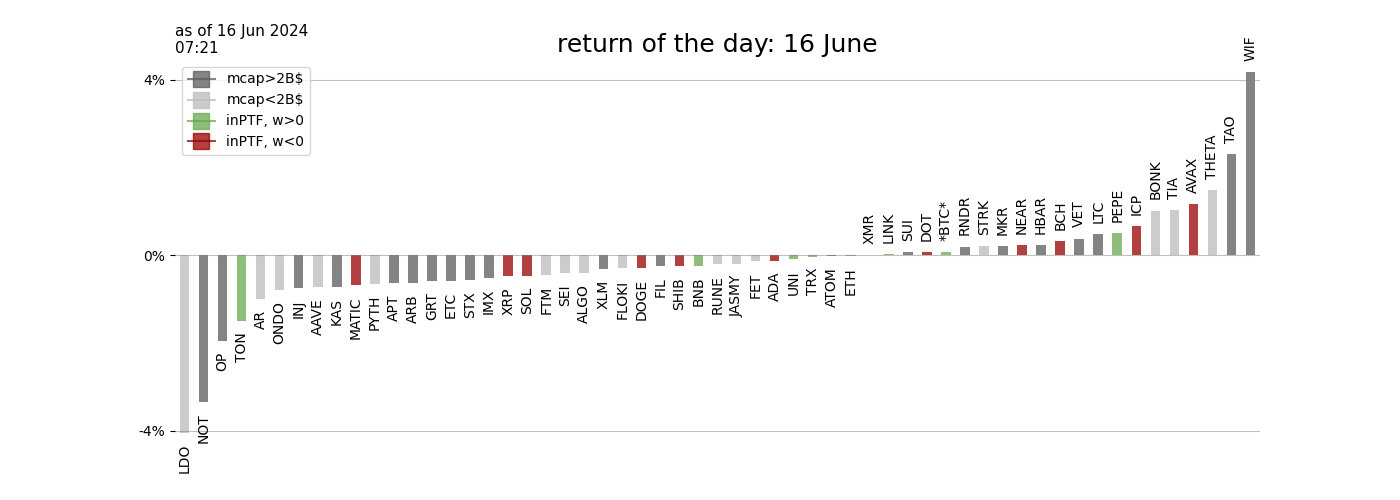 as of 16 Jun 2024
07:21
return of the day: 16 June
mcap>2B$
mcap<2B$
inPTF, w>0
inPTF, w<0
4%
0%
-4%
LDO
NOT
OP
TON
AR
ONDO
INJ
AAVE
KAS
MATIC
PYTH
APT
ARB
GRT
ETC
STX
IMX
XRP
SOL
FTM
SEI
ALGO
XLM
FLOKI
DOGE
FIL
SHIB
BNB
RUNE
JASMY
FET
ADA
UNI
TRX
ATOM
ETH
XMR
LINK
SUI
DOT
*BTC*
RNDR
STRK
MKR
NEAR
HBAR
BCH
VET
LTC
PEPE
ICP
BONK
TIA
AVAX
THETA
TAO
WIF